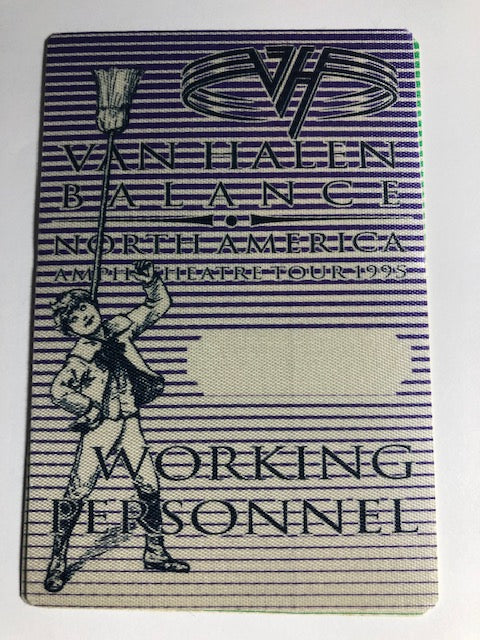 VH
VAN HALEN
BALANCE
NORTH AMERICA
AMPHITHEATRE TOUR 1995
WORKING
PERSONNEL